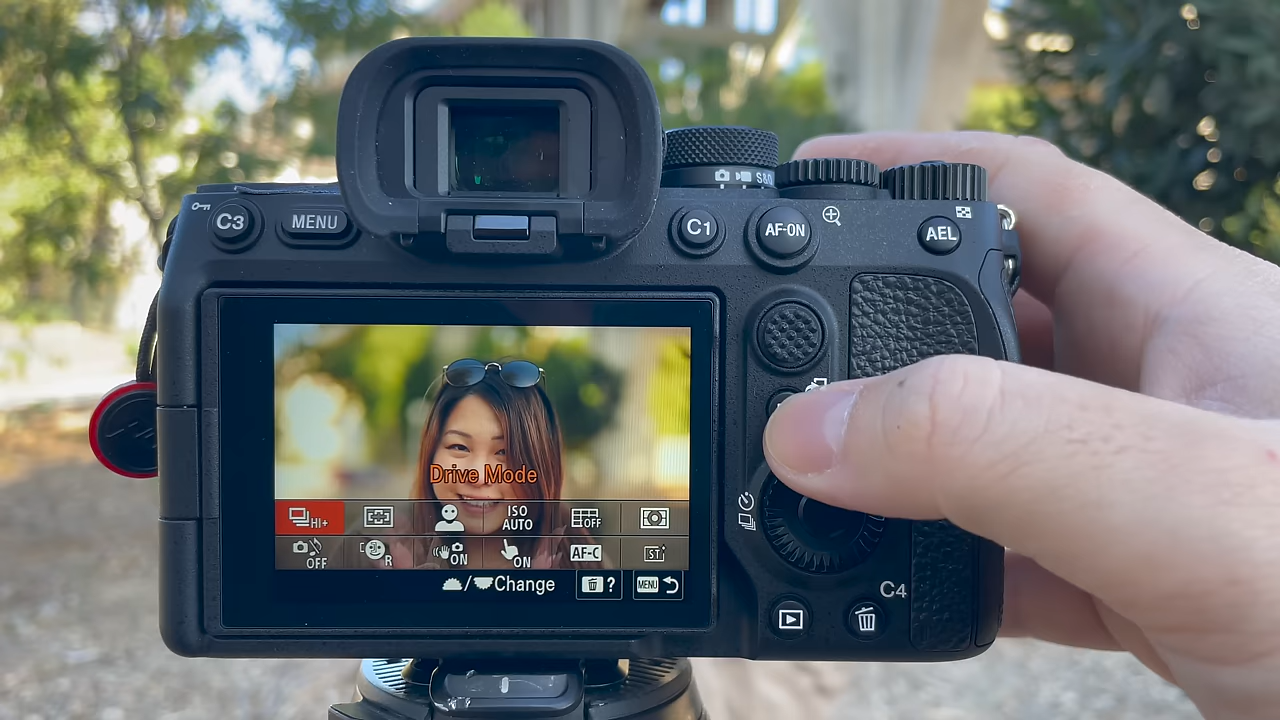 S&Q
C3
MENU
C1
AF-ON
AEL
Drive Mode
HI+
ISO
AUTO
OFF
OFF
R
ON
ON
AF-C
ST
/ Change
?
MENU
C4